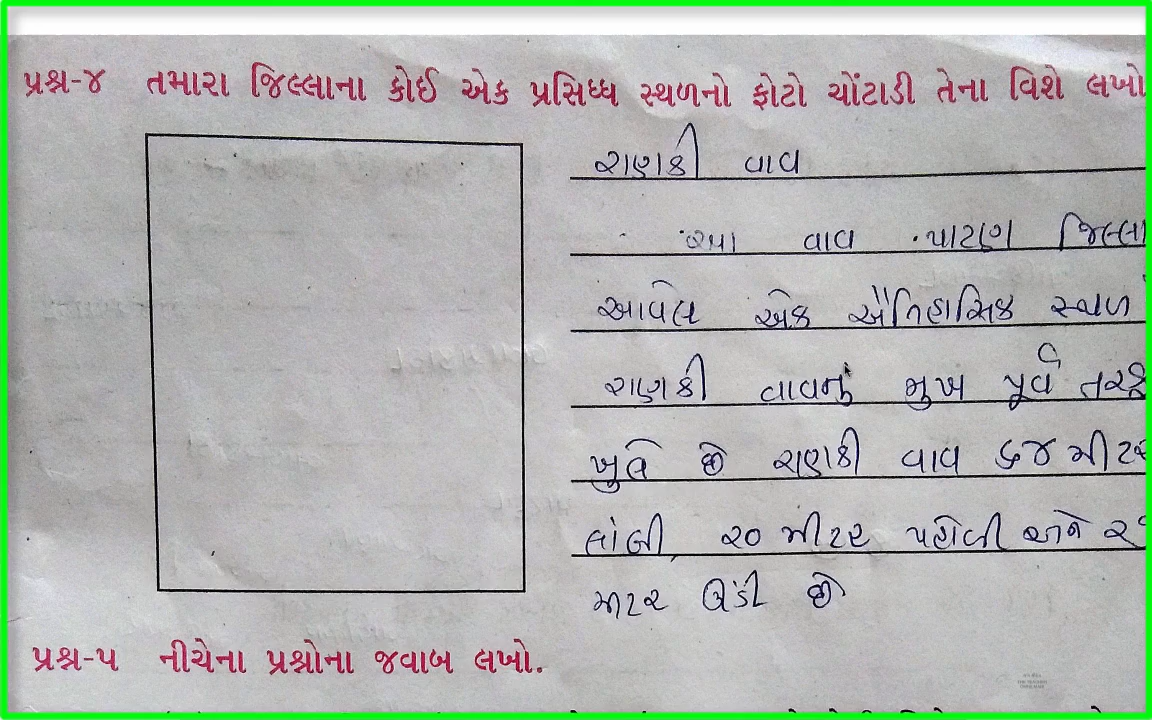 પ્રશ્ન-૪ તમારા જિલ્લાના કોઈ એક પ્રસિધ્ધ સ્થળનો ફોટો ચોંટાડી તેના વિશે લખો
રાણકી વાવ
આ વાવ પાટણ જિલ્લા
આવેલ એક ઐતિહાસિક સ્થળ
રાણકી વાવનું મુખ પૂર્વ તરફ
ખુલે છે રાણકી વાવ ૬૪ મીટર
લાંબી, ૨૦ મીટર પહોળી અને
મીટર ઊંડી છે
પ્રશ્ન-૫ નીચેના પ્રશ્નોના જવાબ લખો.